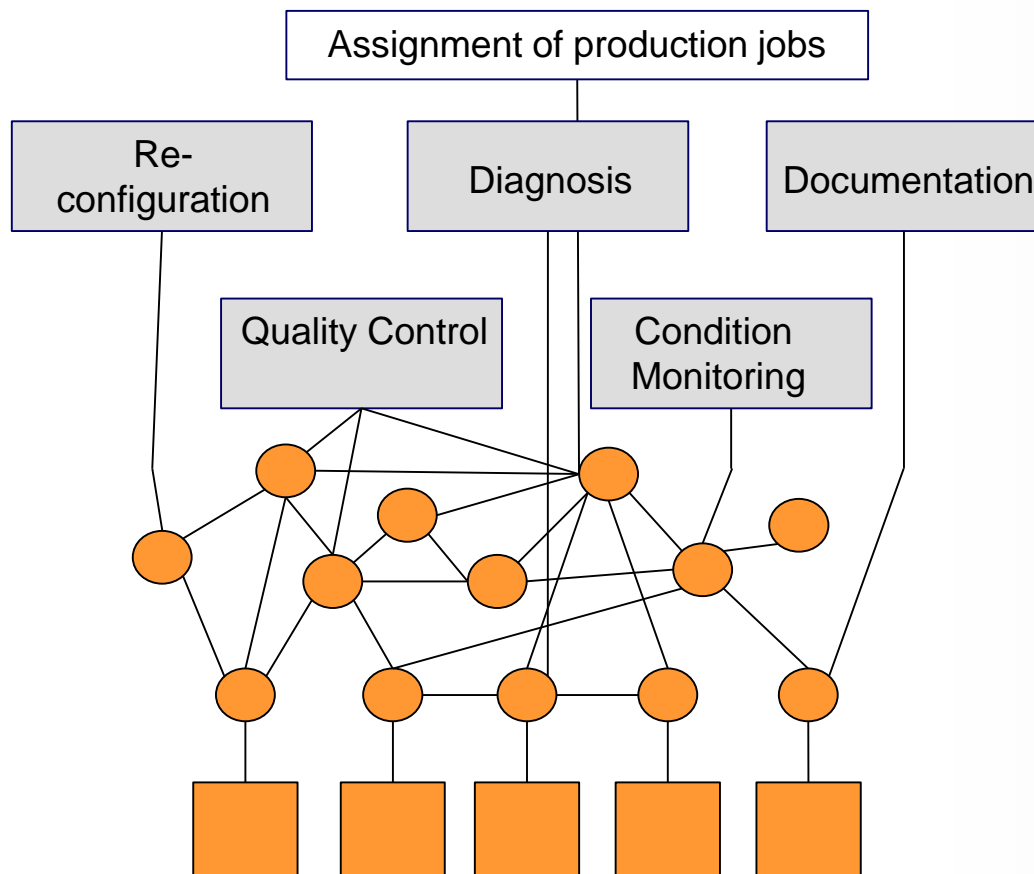 Assignment of production jobs
Re-
configuration
Diagnosis
Documentation
Quality Control
Condition
Monitoring